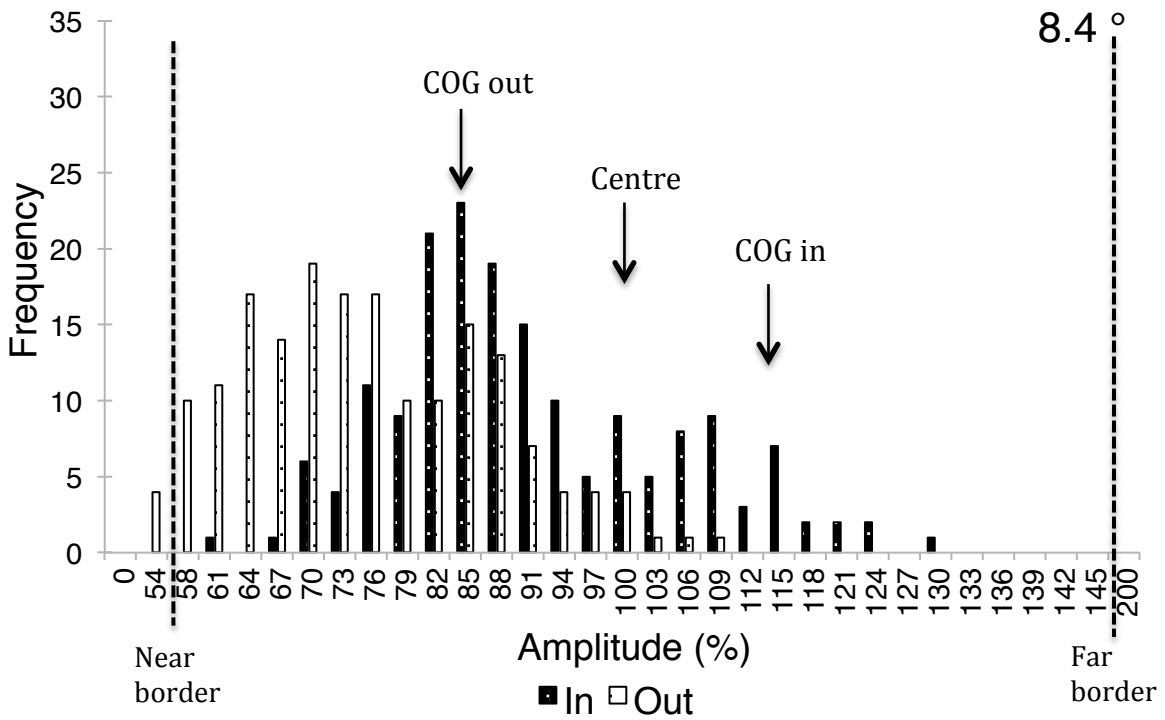 8.4 °
35
30
25
20
15
10
5
0
Frequency
COG out
Centre
COG in
0 54 58 61 64 67 70 73 76 79 82 85 88 91 94 97 100 103 106 109 112 115 118 121 124 127 130 133 136 139 142 145 200
Near
border
Amplitude (%)
Far
border
In Out